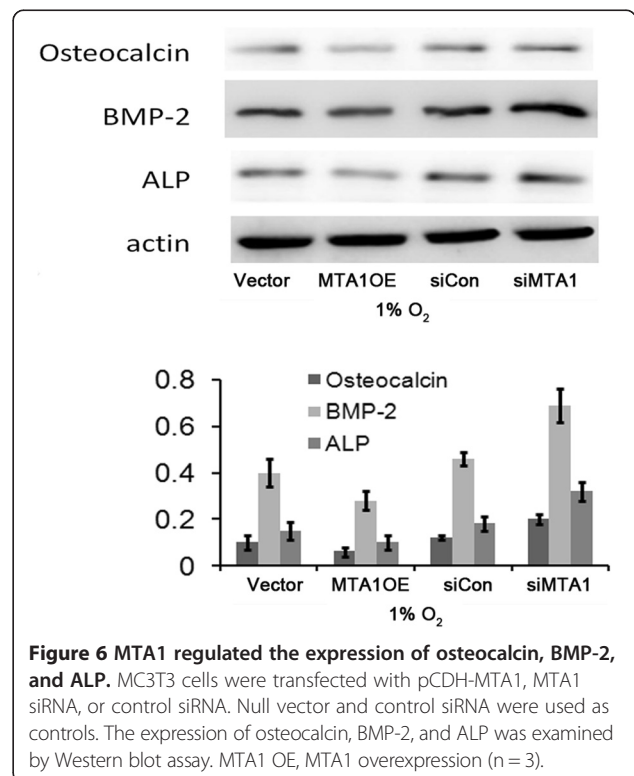 Osteocalcin
BMP-2
ALP
actin
Vector MTA1OE siCon siMTA1
1% O₂
0.8
0.6
0.4
0.2
0
Osteocalcin
BMP-2
ALP
Vector MTA1OE siCon siMTA1
1% O₂
Figure 6 MTA1 regulated the expression of osteocalcin, BMP-2,
and ALP. MC3T3 cells were transfected with pCDH-MTA1, MTA1
siRNA, or control siRNA. Null vector and control siRNA were used as
controls. The expression of osteocalcin, BMP-2, and ALP was examined
by Western blot assay. MTA1 OE, MTA1 overexpression (n = 3).